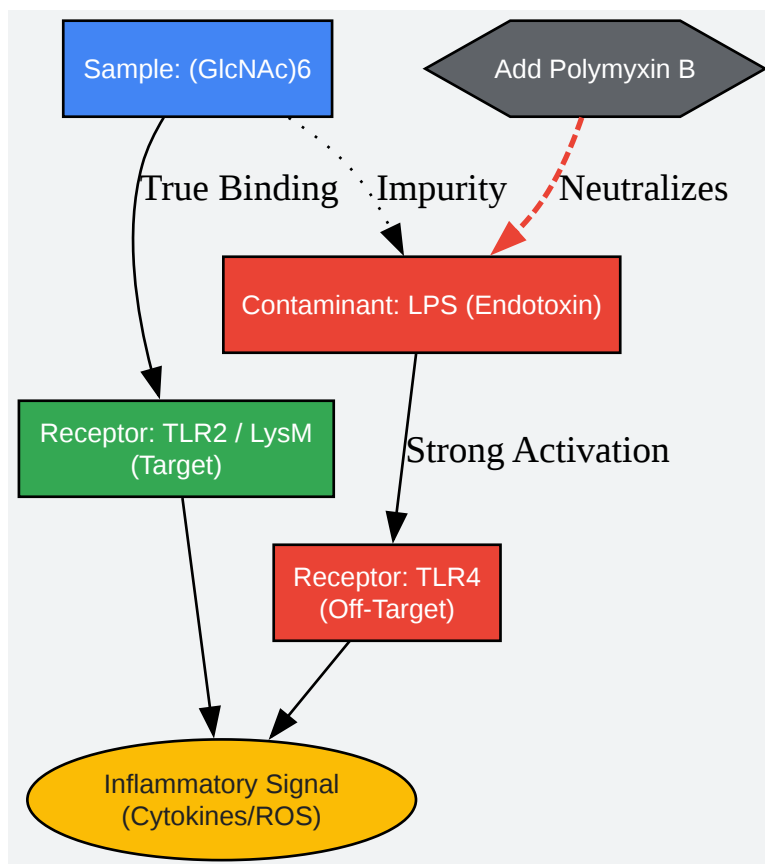 Sample: (GlcNAc)6
Add Polymyxin B
True Binding
Impurity
Neutralizes
Contaminant: LPS (Endotoxin)
Receptor: TLR2 / LysM
(Target)
Strong Activation
Receptor: TLR4
(Off-Target)
Inflammatory Signal
(Cytokines/ROS)